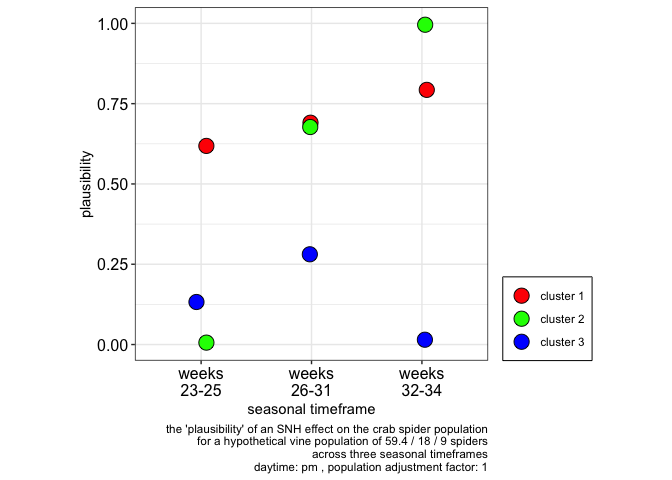 plausibility
1.00
0.75
0.50
0.25
0.00
weeks
23-25
weeks
26-31
weeks
32-34
seasonal timeframe
cluster 1
cluster 2
cluster 3
the 'plausibility' of an SNH effect on the crab spider population
for a hypothetical vine population of 59.4 / 18 / 9 spiders
across three seasonal timeframes
daytime: pm , population adjustment factor: 1